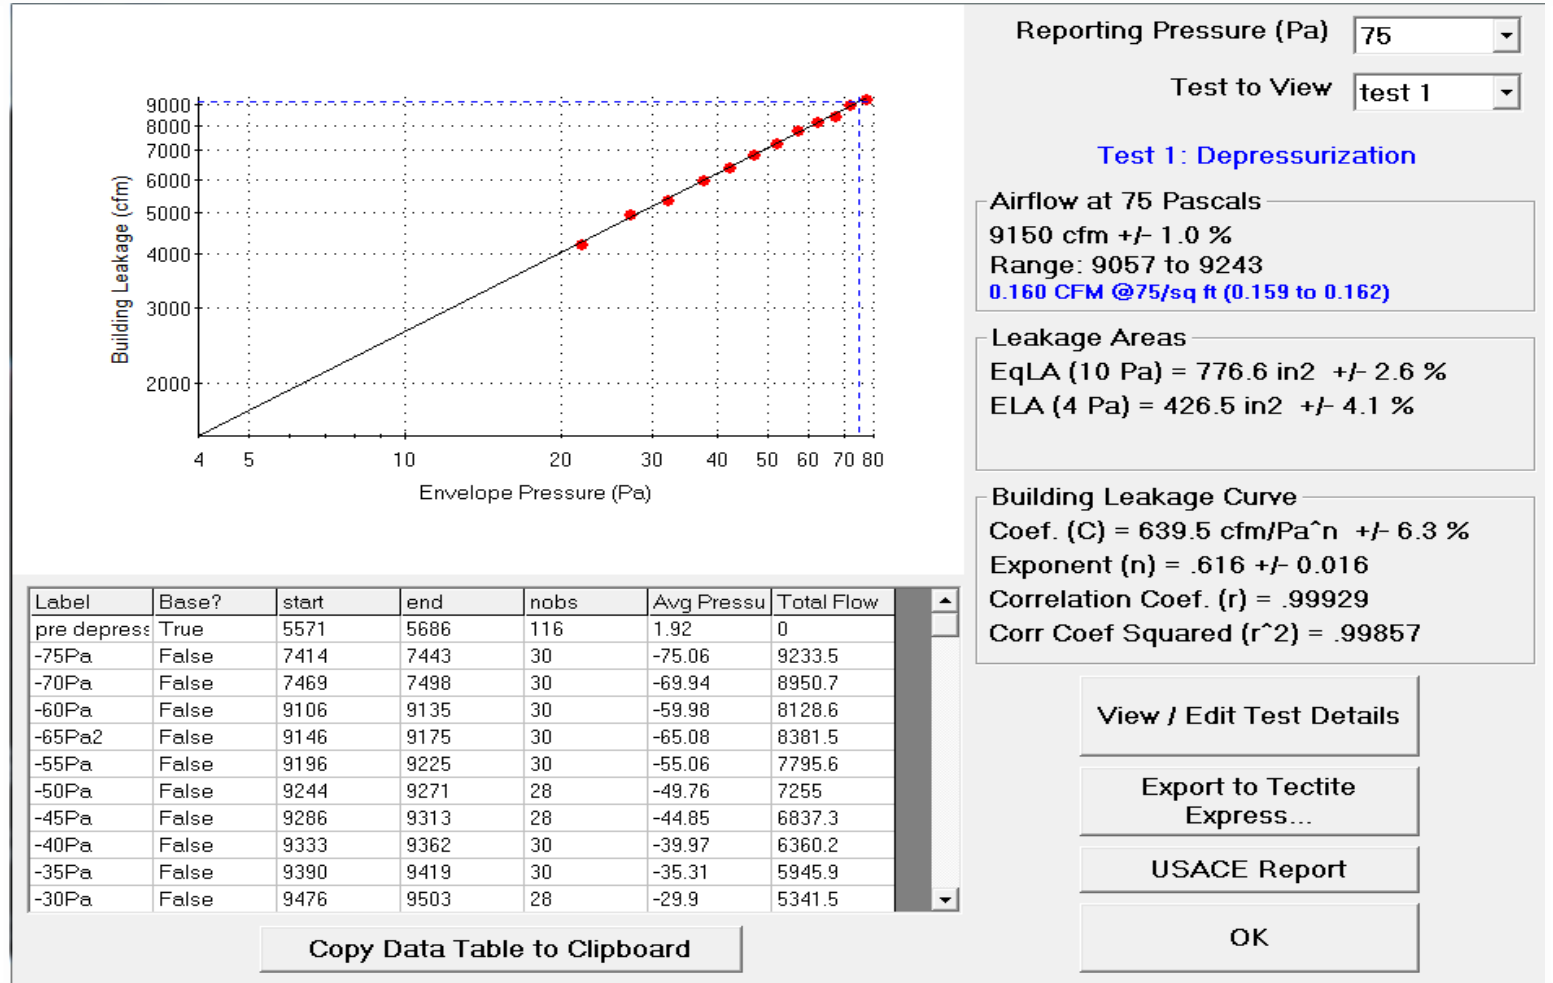 Reporting Pressure (Pa) 75
Test to View test 1
9000
8000
7000
6000
5000
4000
3000
2000
Building Leakage (cfm)
4 5 10 20 30 40 50 60 70 80
Envelope Pressure (Pa)
Test 1: Depressurization
Airflow at 75 Pascals
9150 cfm +/- 1.0 %
Range: 9057 to 9243
0.160 CFM @75/sq ft (0.159 to 0.162)
Leakage Areas
EqLA (10 Pa) = 776.6 in2 +/- 2.6 %
ELA (4 Pa) = 426.5 in2 +/- 4.1 %
Building Leakage Curve
Coef. (C) = 639.5 cfm/Pa^n +/- 6.3 %
Exponent (n) = .616 +/- 0.016
Correlation Coef. (r) = .99929
Corr Coef Squared (r^2) = .99857
Label Base? start end nobs Avg Pressu Total Flow
pre depress True 5571 5686 116 1.92 0
-75Pa False 7414 7443 30 -75.06 9233.5
-70Pa False 7469 7498 30 -69.94 8950.7
-60Pa False 9106 9135 30 -59.98 8128.6
-65Pa2 False 9146 9175 30 -65.08 8381.5
-55Pa False 9196 9225 30 -55.06 7795.6
-50Pa False 9244 9271 28 -49.76 7255
-45Pa False 9286 9313 28 -44.85 6837.3
-40Pa False 9333 9362 30 -39.97 6360.2
-35Pa False 9390 9419 30 -35.31 5945.9
-30Pa False 9476 9503 28 -29.9 5341.5
Copy Data Table to Clipboard
View / Edit Test Details
Export to Tectite
Express...
USACE Report
OK